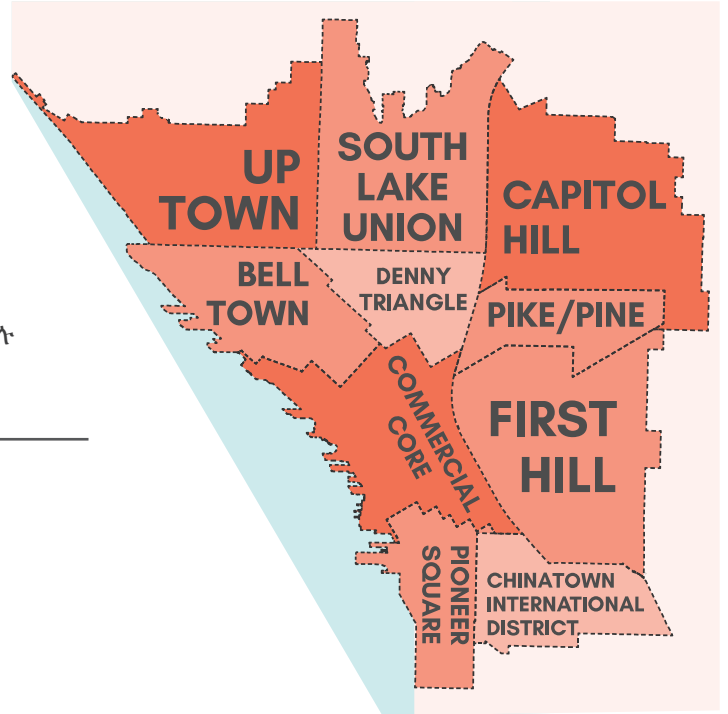 UP
TOWN
SOUTH
LAKE
UNION
CAPITOL
HILL
BELL
TOWN
DENNY
TRIANGLE
PIKE/PINE
COMMERCIAL
CORE
FIRST
HILL
PIONEER
SQUARE
CHINATOWN
INTERNATIONAL
DISTRICT